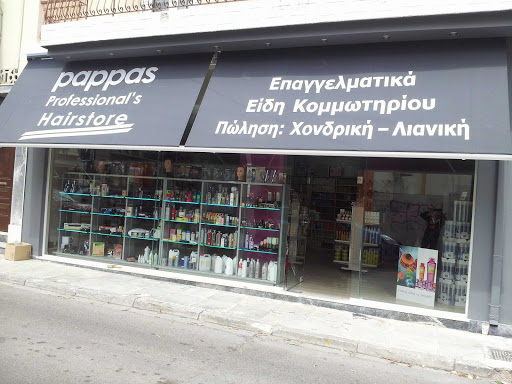 pappas
Professional's
Hairstore
Επαγγελματικά
Είδη Κομμωτηρίου
Πώληση: Χονδρική – Λιανική